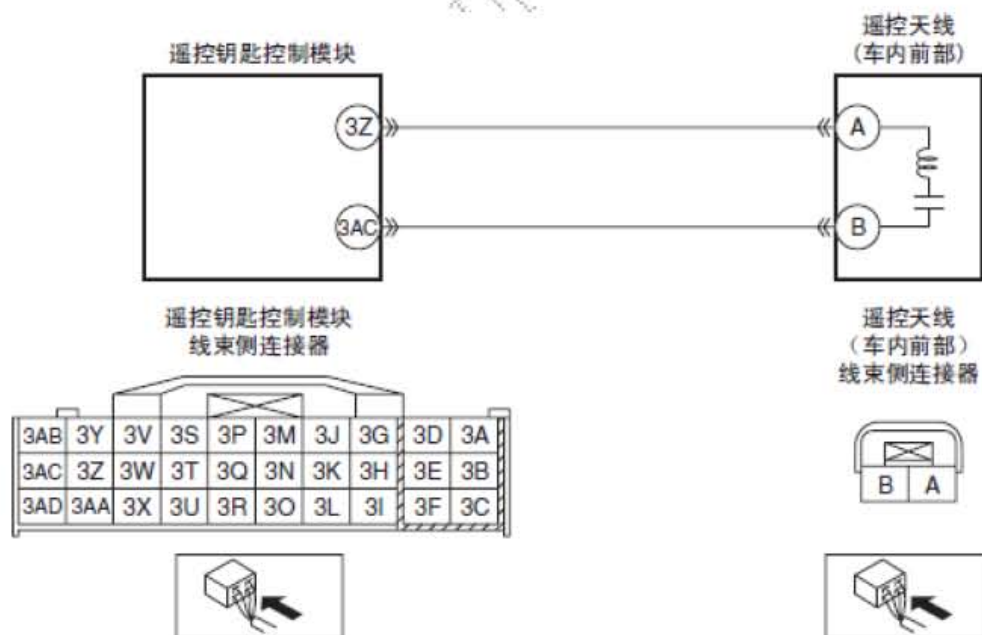 遥控钥匙控制模块
遥控天线
(车内前部)
3Z
A
3AC
B
遥控钥匙控制模块
线束侧连接器
遥控天线
（车内前部）
线束侧连接器
3AB 3Y 3V 3S 3P 3M 3J 3G 3D 3A
3AC 3Z 3W 3T 3Q 3N 3K 3H 3E 3B
3AD 3AA 3X 3U 3R 3O 3L 3I 3F 3C
B A